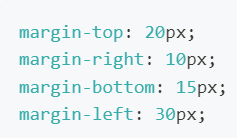 margin-top: 20px;
margin-right: 10px;
margin-bottom: 15px;
margin-left: 30px;